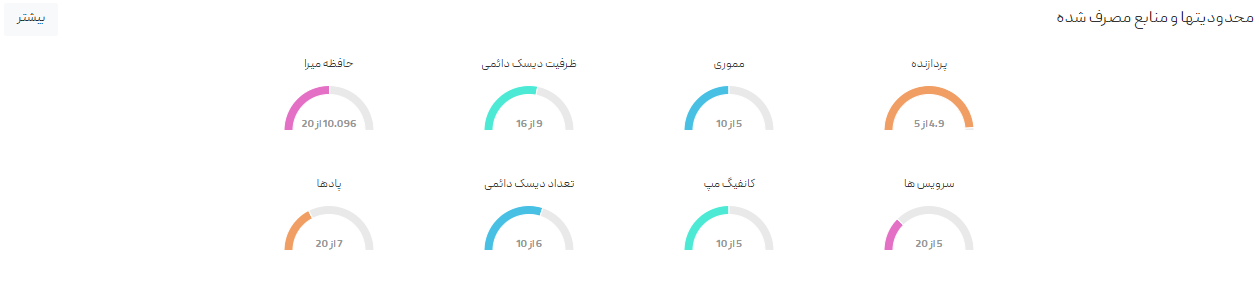 محدودیتها و منابع مصرف شده
بیشتر
پردازنده
مموری
ظرفیت دیسک دائمی
حافظه میرا
4.9 از 5
5 از 10
9 از 16
10.096 از 20
سرویس ها
کانفیگ مپ
تعداد دیسک دائمی
پادها
5 از 20
5 از 10
6 از 10
7 از 20